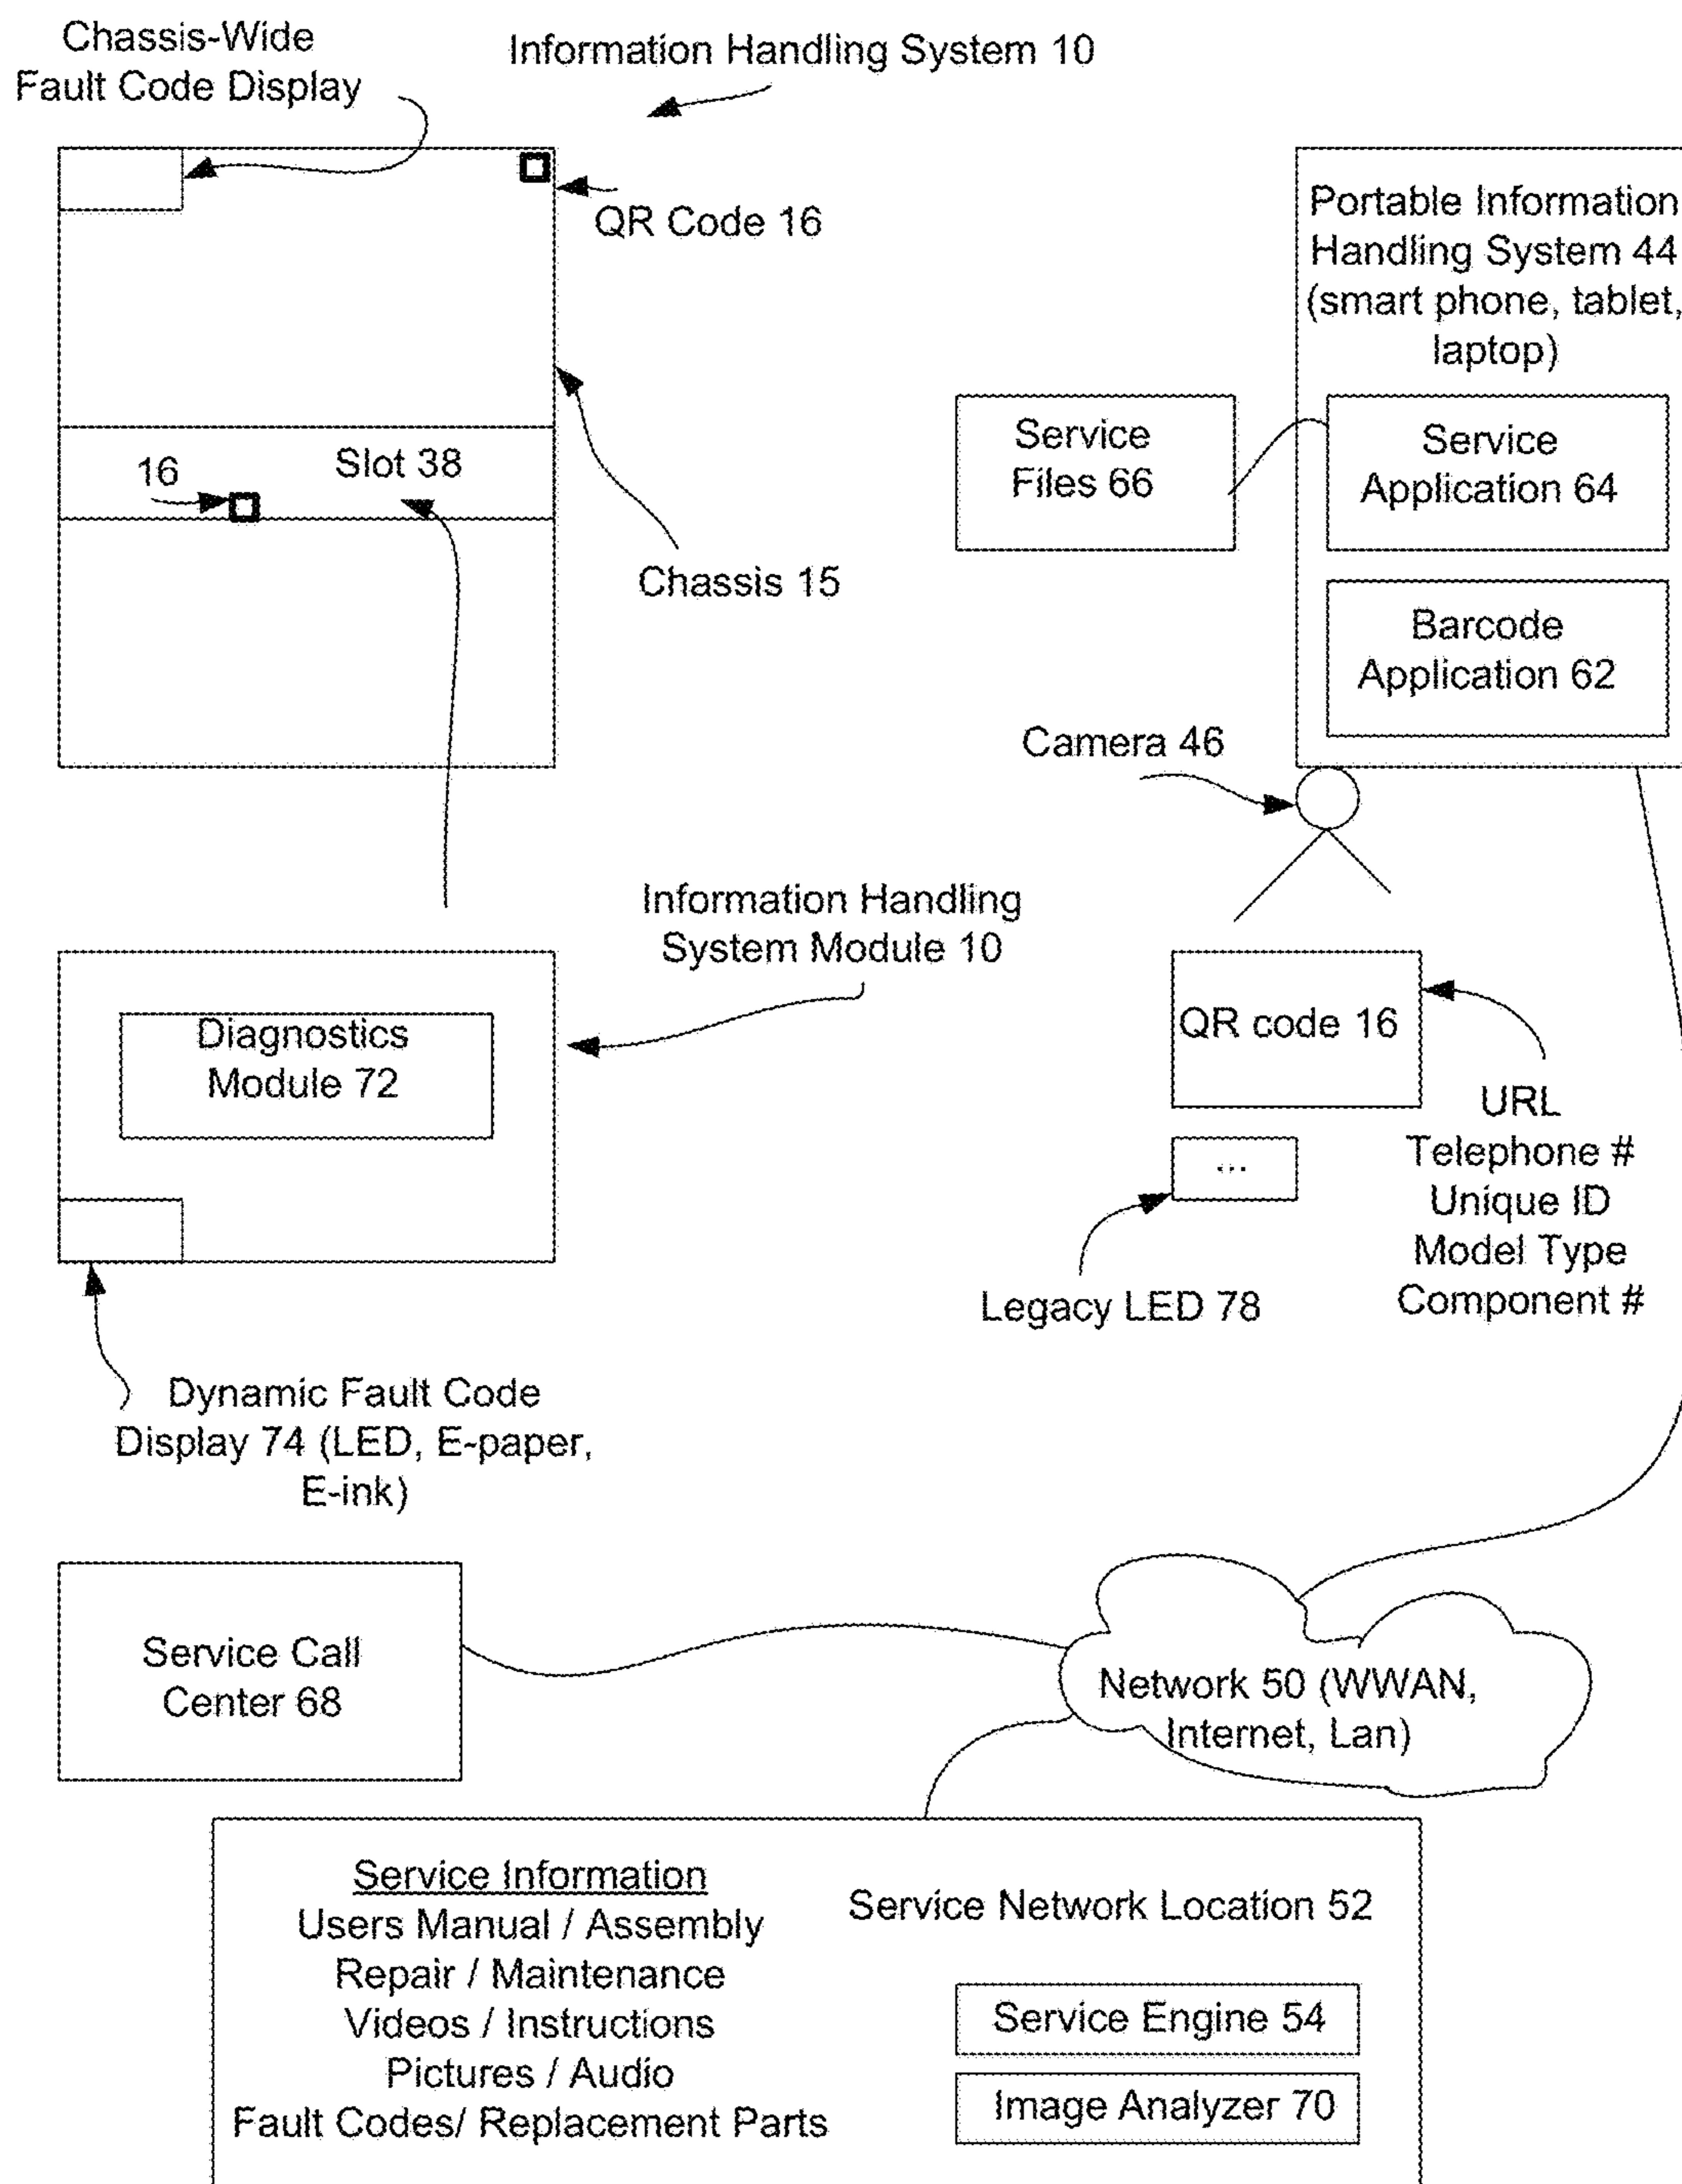 Chassis-Wide
Fault Code Display
Information Handling System 10
QR Code 16
Portable Information
Handling System 44
(smart phone, tablet,
laptop)
Service
Files 66
Service
Application 64
16
Slot 38
Chassis 15
Barcode
Application 62
Camera 46
Information Handling
System Module 10
Diagnostics
Module 72
QR code 16
URL
Telephone #
Unique ID
Model Type
Component #
...
Legacy LED 78
Dynamic Fault Code
Display 74 (LED, E-paper,
E-ink)
Service Call
Center 68
Network 50 (WWAN,
Internet, Lan)
Service Information
Users Manual / Assembly
Repair / Maintenance
Videos / Instructions
Pictures / Audio
Fault Codes/ Replacement Parts
Service Network Location 52
Service Engine 54
Image Analyzer 70